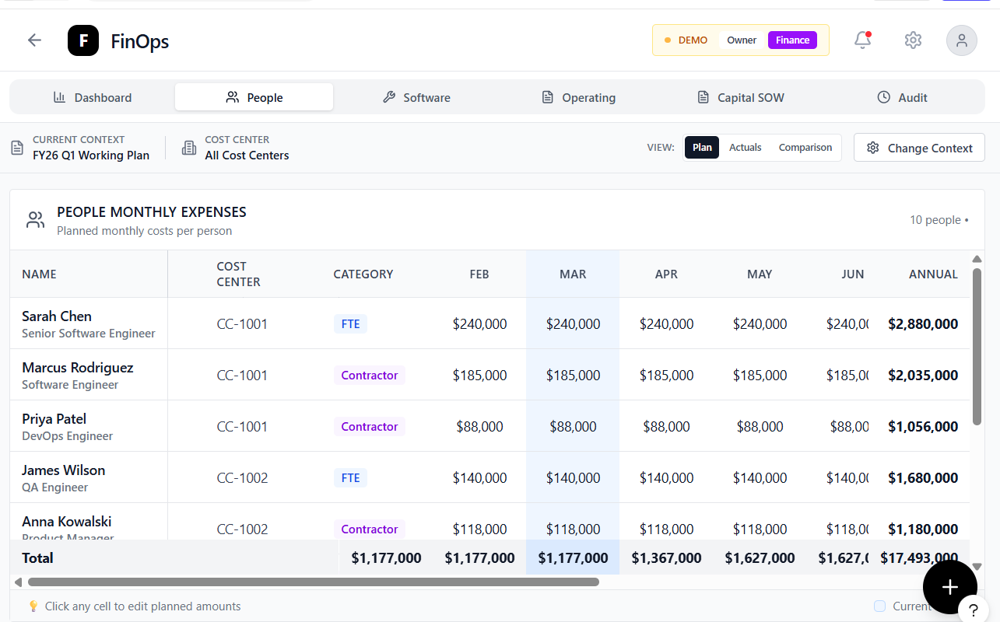 F FinOps
DEMO Owner Finance
Dashboard People Software Operating Capital SOW Audit
CURRENT CONTEXT
FY26 Q1 Working Plan
COST CENTER
All Cost Centers
VIEW: Plan Actuals Comparison
Change Context
PEOPLE MONTHLY EXPENSES
Planned monthly costs per person
10 people •
NAME COST CENTER CATEGORY FEB MAR APR MAY JUN ANNUAL
Sarah Chen
Senior Software Engineer
CC-1001 FTE $240,000 $240,000 $240,000 $240,000 $240,0 $2,880,000
Marcus Rodriguez
Software Engineer
CC-1001 Contractor $185,000 $185,000 $185,000 $185,000 $185,0 $2,035,000
Priya Patel
DevOps Engineer
CC-1001 Contractor $88,000 $88,000 $88,000 $88,000 $88,00 $1,056,000
James Wilson
QA Engineer
CC-1002 FTE $140,000 $140,000 $140,000 $140,000 $140,0 $1,680,000
Anna Kowalski
Product Manager
CC-1002 Contractor $118,000 $118,000 $118,000 $118,000 $118,0 $1,180,000
Total $1,177,000 $1,177,000 $1,177,000 $1,367,000 $1,627,000 $1,627, $17,493,000
Click any cell to edit planned amounts
Current
+
?